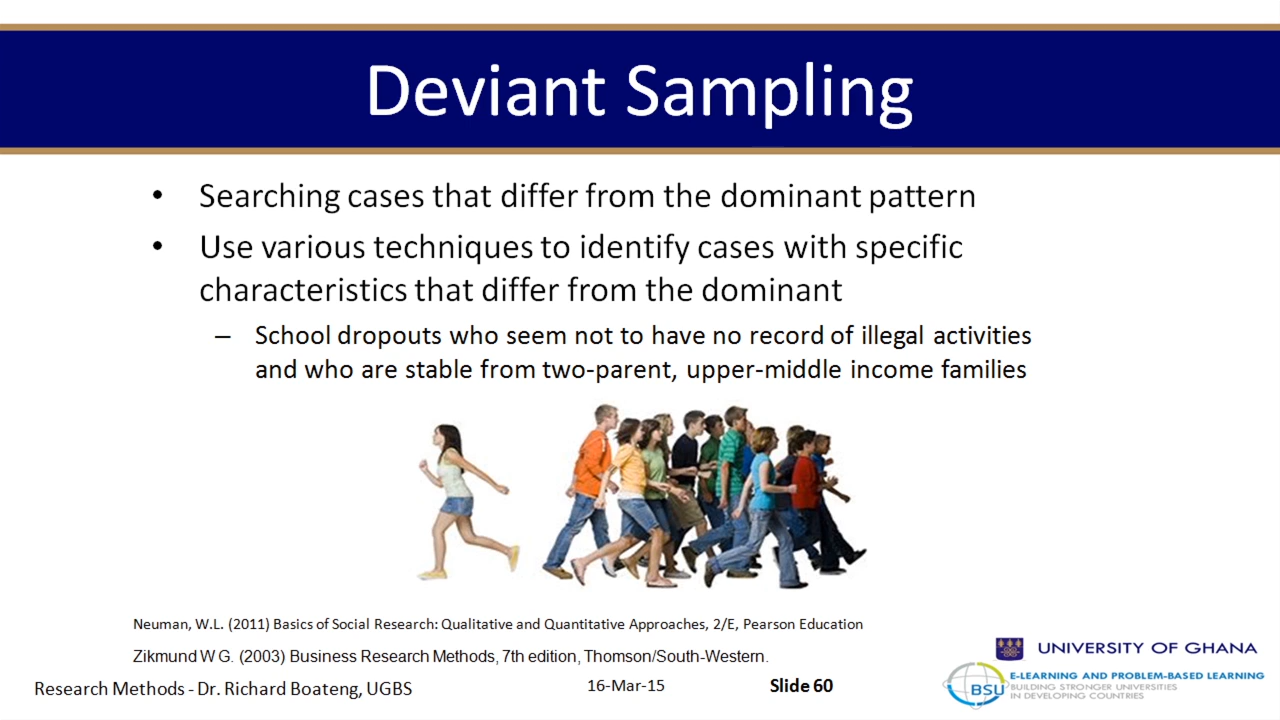 Deviant Sampling
• Searching cases that differ from the dominant pattern
• Use various techniques to identify cases with specific
characteristics that differ from the dominant
– School dropouts who seem not to have no record of illegal activities
and who are stable from two-parent, upper-middle income families
Neuman, W.L. (2011) Basics of Social Research: Qualitative and Quantitative Approaches, 2/E, Pearson Education
Zikmund W G. (2003) Business Research Methods, 7th edition, Thomson/South-Western.
Research Methods - Dr. Richard Boateng, UGBS
16-Mar-15
Slide 60
UNIVERSITY OF GHANA
BSU
E-LEARNING AND PROBLEM-BASED LEARNING
BUILDING STRONGER UNIVERSITIES
IN DEVELOPING COUNTRIES